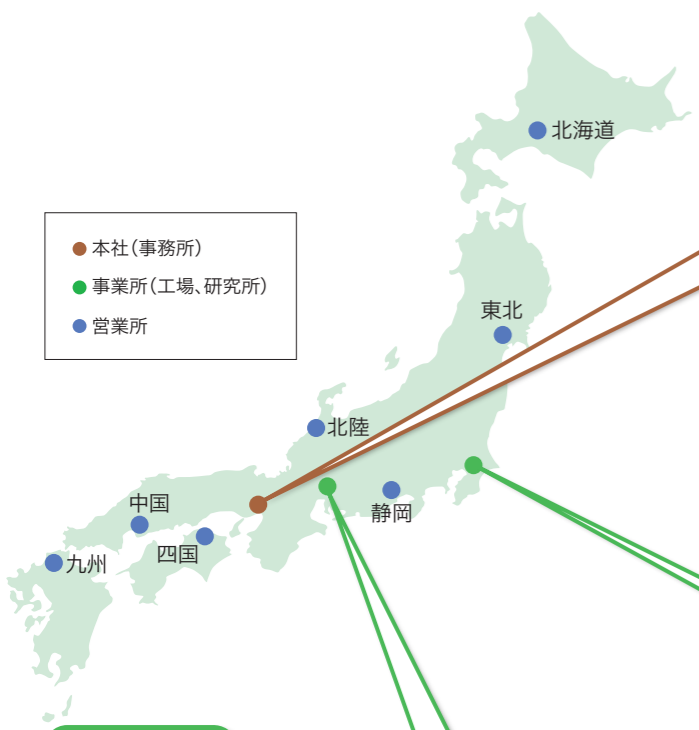 北海道
本社（事務所）
事業所（工場、研究所）
営業所
東北
北陸
静岡
中国
四国
九州